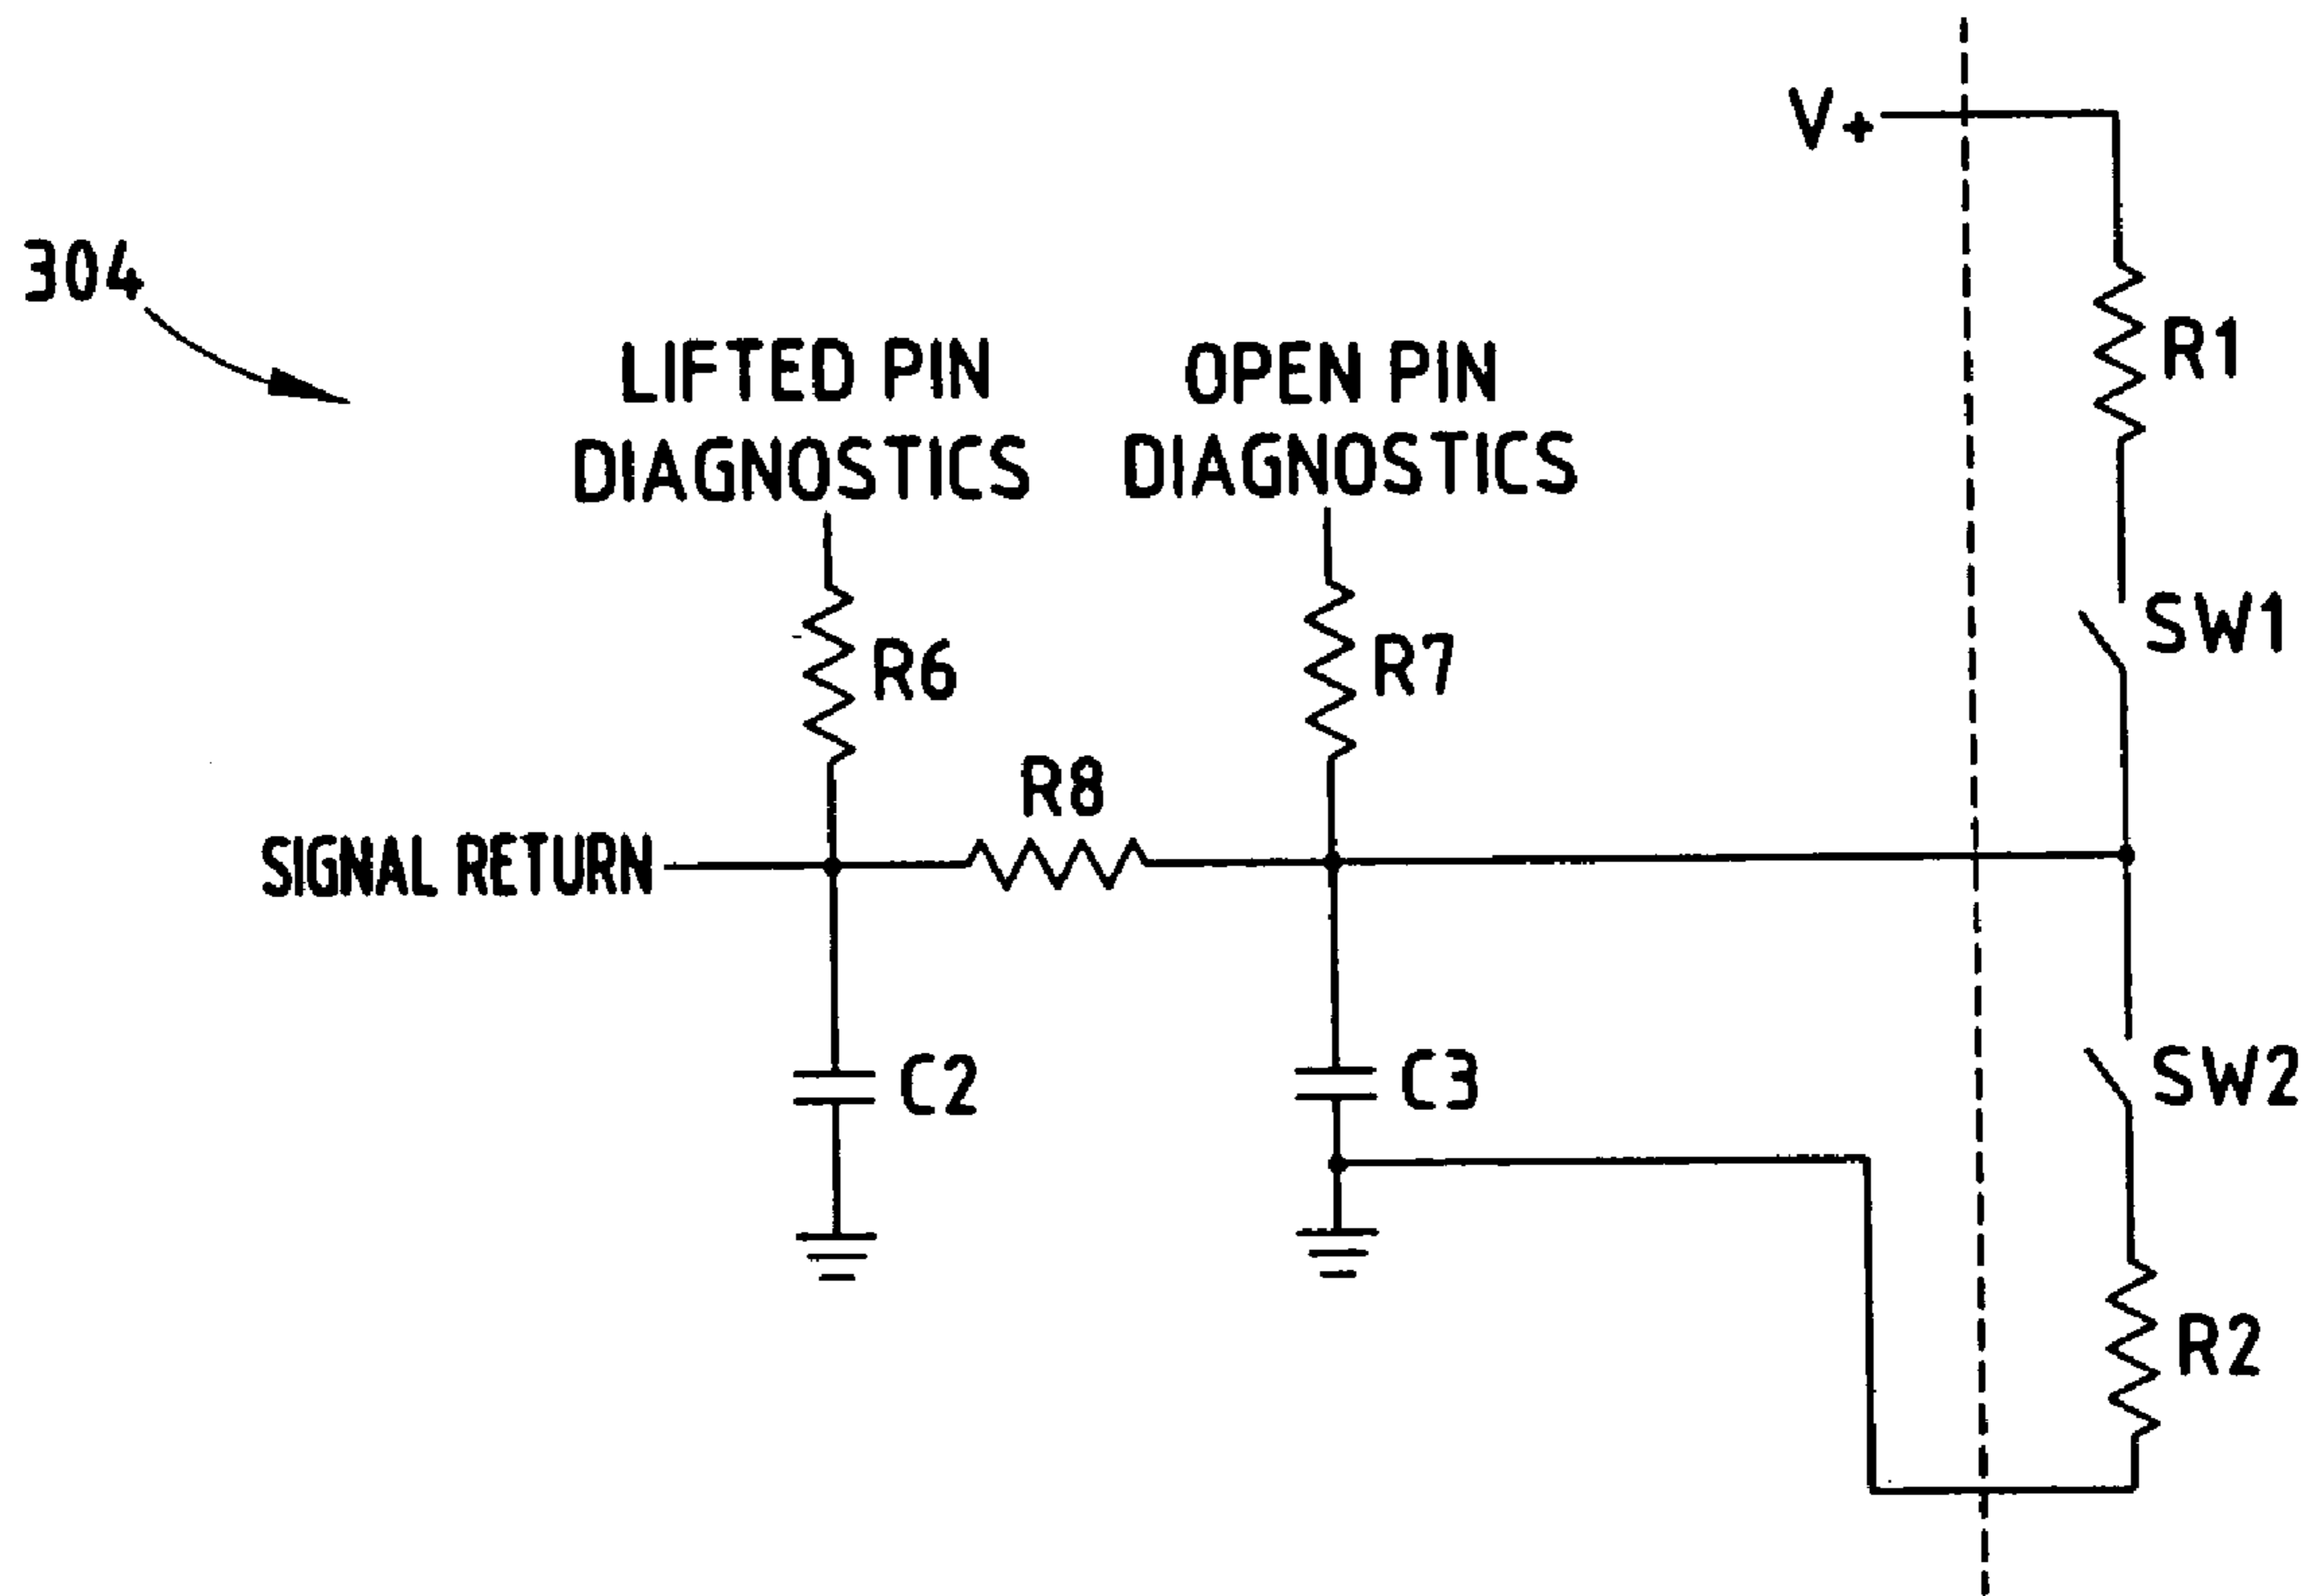 V+
304
R1
LIFTED PIN
DIAGNOSTICS
OPEN PIN
DIAGNOSTICS
SW1
R6
R7
R8
SIGNAL RETURN
C2
C3
SW2
R2